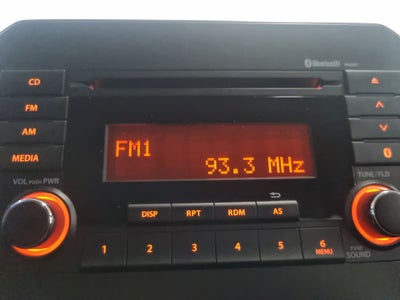 Bluetooth
CD
FM
AM
MEDIA
FM1
93.3 MHz
VOL PUSH PWR
TUNE/FLD
DISP RPT RDM AS
1 2 3 4 5 6
MENU
PUSH
SOUND